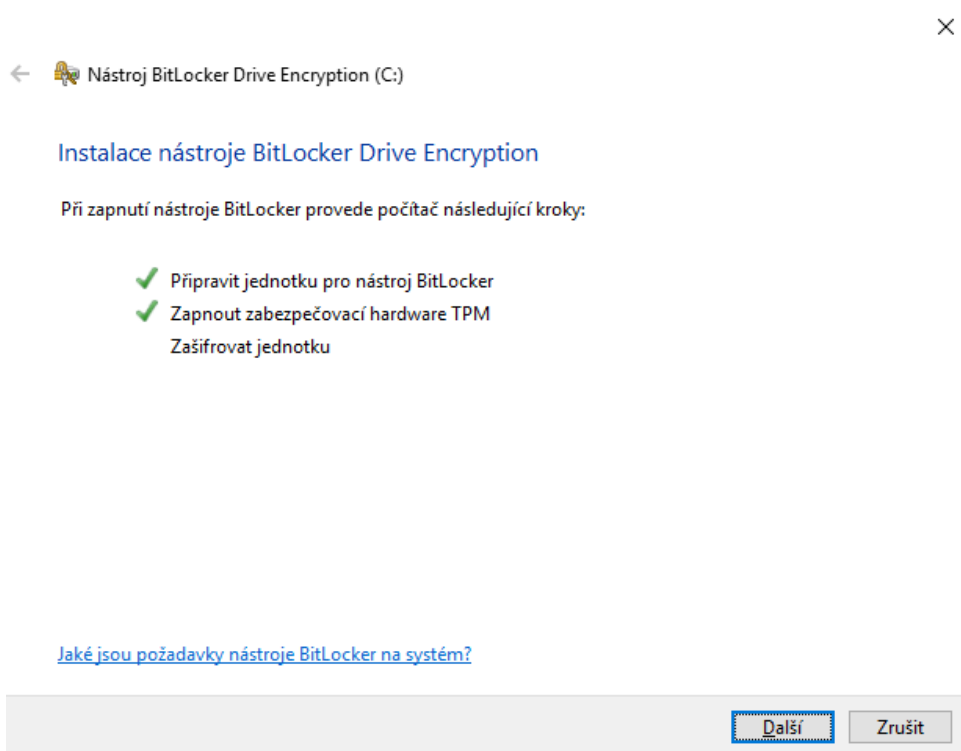 Nástroj BitLocker Drive Encryption (C:)
Instalace nástroje BitLocker Drive Encryption
Při zapnutí nástroje BitLocker provede počítač následující kroky:
Připravit jednotku pro nástroj BitLocker
Zapnout zabezpečovací hardware TPM
Zašifrovat jednotku
Jaké jsou požadavky nástroje BitLocker na systém?
Další
Zrušit